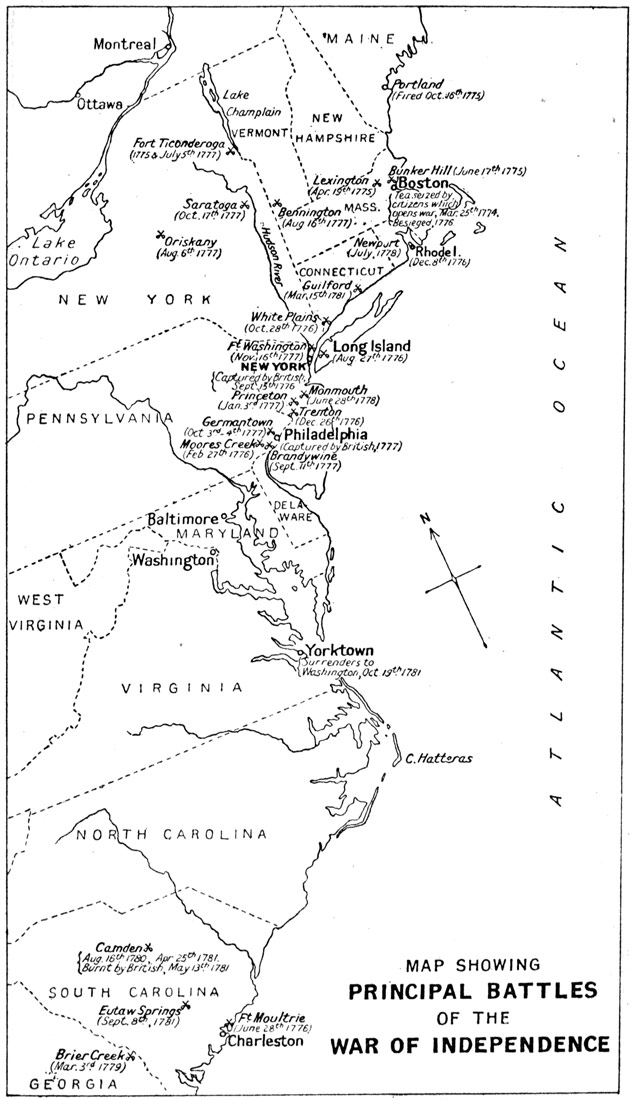 Montreal
MAINE
Ottawa
Portland
(Fired Oct. 16th 1775)
Lake
Champlain
VERMONT
NEW
HAMPSHIRE
Fort Ticonderoga
(1775 & July 5th 1777)
Bunker Hill (June 17th 1775)
Lexington
(Apr. 19th 1775)
Boston
Tea seized by
citizens which
opens war, Mar. 25th 1774.
Besieged, 1776
MASS.
Saratoga
(Oct. 17th 1777)
Bennington
(Aug 16th 1777)
Oriskany
(Aug. 6th 1777)
Lake
Ontario
Hudson River
Newpurt
(July, 1778)
Rhode I.
(Dec. 8th 1776)
CONNECTICUT
Guilford
(Mar. 15th 1781)
NEW YORK
White Plains
(Oct. 28th 1776)
Ft Washington
(Nov. 16th 1777)
Long Island
(Aug 27th 1776)
NEW YORK
(Captured by British,
Sept. 15th 1776
Princeton
(Jan. 3rd 1777)
Monmouth
(June 28th 1778)
Trenton
(Dec. 26th 1776)
PENNSYLVANIA
Germantown
(Oct 3rd-4th 1777)
Philadelphia
(Captured by British, 1777)
Moores Creek
(Feb 27th 1776)
Brandywine
(Sept. 11th 1777)
DELA-
WARE
Baltimore
MARYLAND
Washington
WEST
VIRGINIA
N
ATLANTIC OCEAN
Yorktown
Surrenders to
Washington, Oct. 19th 1781
VIRGINIA
C. Hatteras
NORTH CAROLINA
Camden
Aug. 16th 1780, Apr. 25th 1781.
Burnt by British, May 13th 1781
SOUTH CAROLINA
Eutaw Springs
(Sept. 8th, 1781)
Ft Moultrie
(June 28th 1776)
Charleston
Brier Creek
(Mar. 3rd 1779)
GEORGIA
MAP SHOWING
PRINCIPAL BATTLES
OF THE
WAR OF INDEPENDENCE